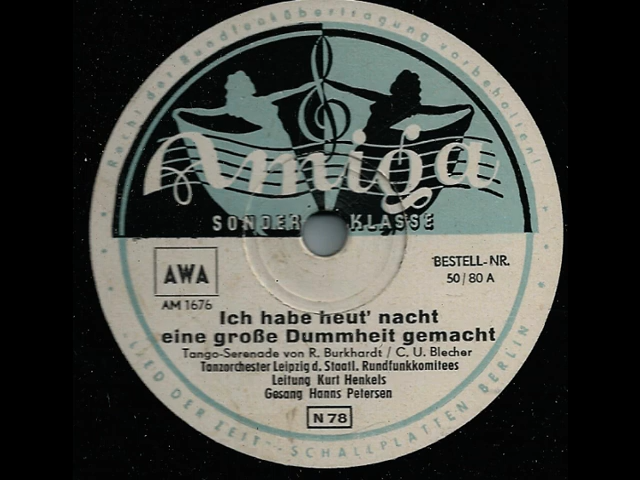 Recht der Rundfunkübertragung vorbehalten!
Amiga
SONDER KLASSE
BESTELL-NR.
50/80 A
AWA
AM 1676
Ich habe heut' nacht
eine große Dummheit gemacht
Tango-Serenade von R. Burkhardt / C. U. Blecher
Tanzorchester Leipzig d. Staatl. Rundfunkkomitees
Leitung Kurt Henkels
Gesang Hanns Petersen
N 78
LIED DER ZEIT - SCHALLPLATTEN BERLIN